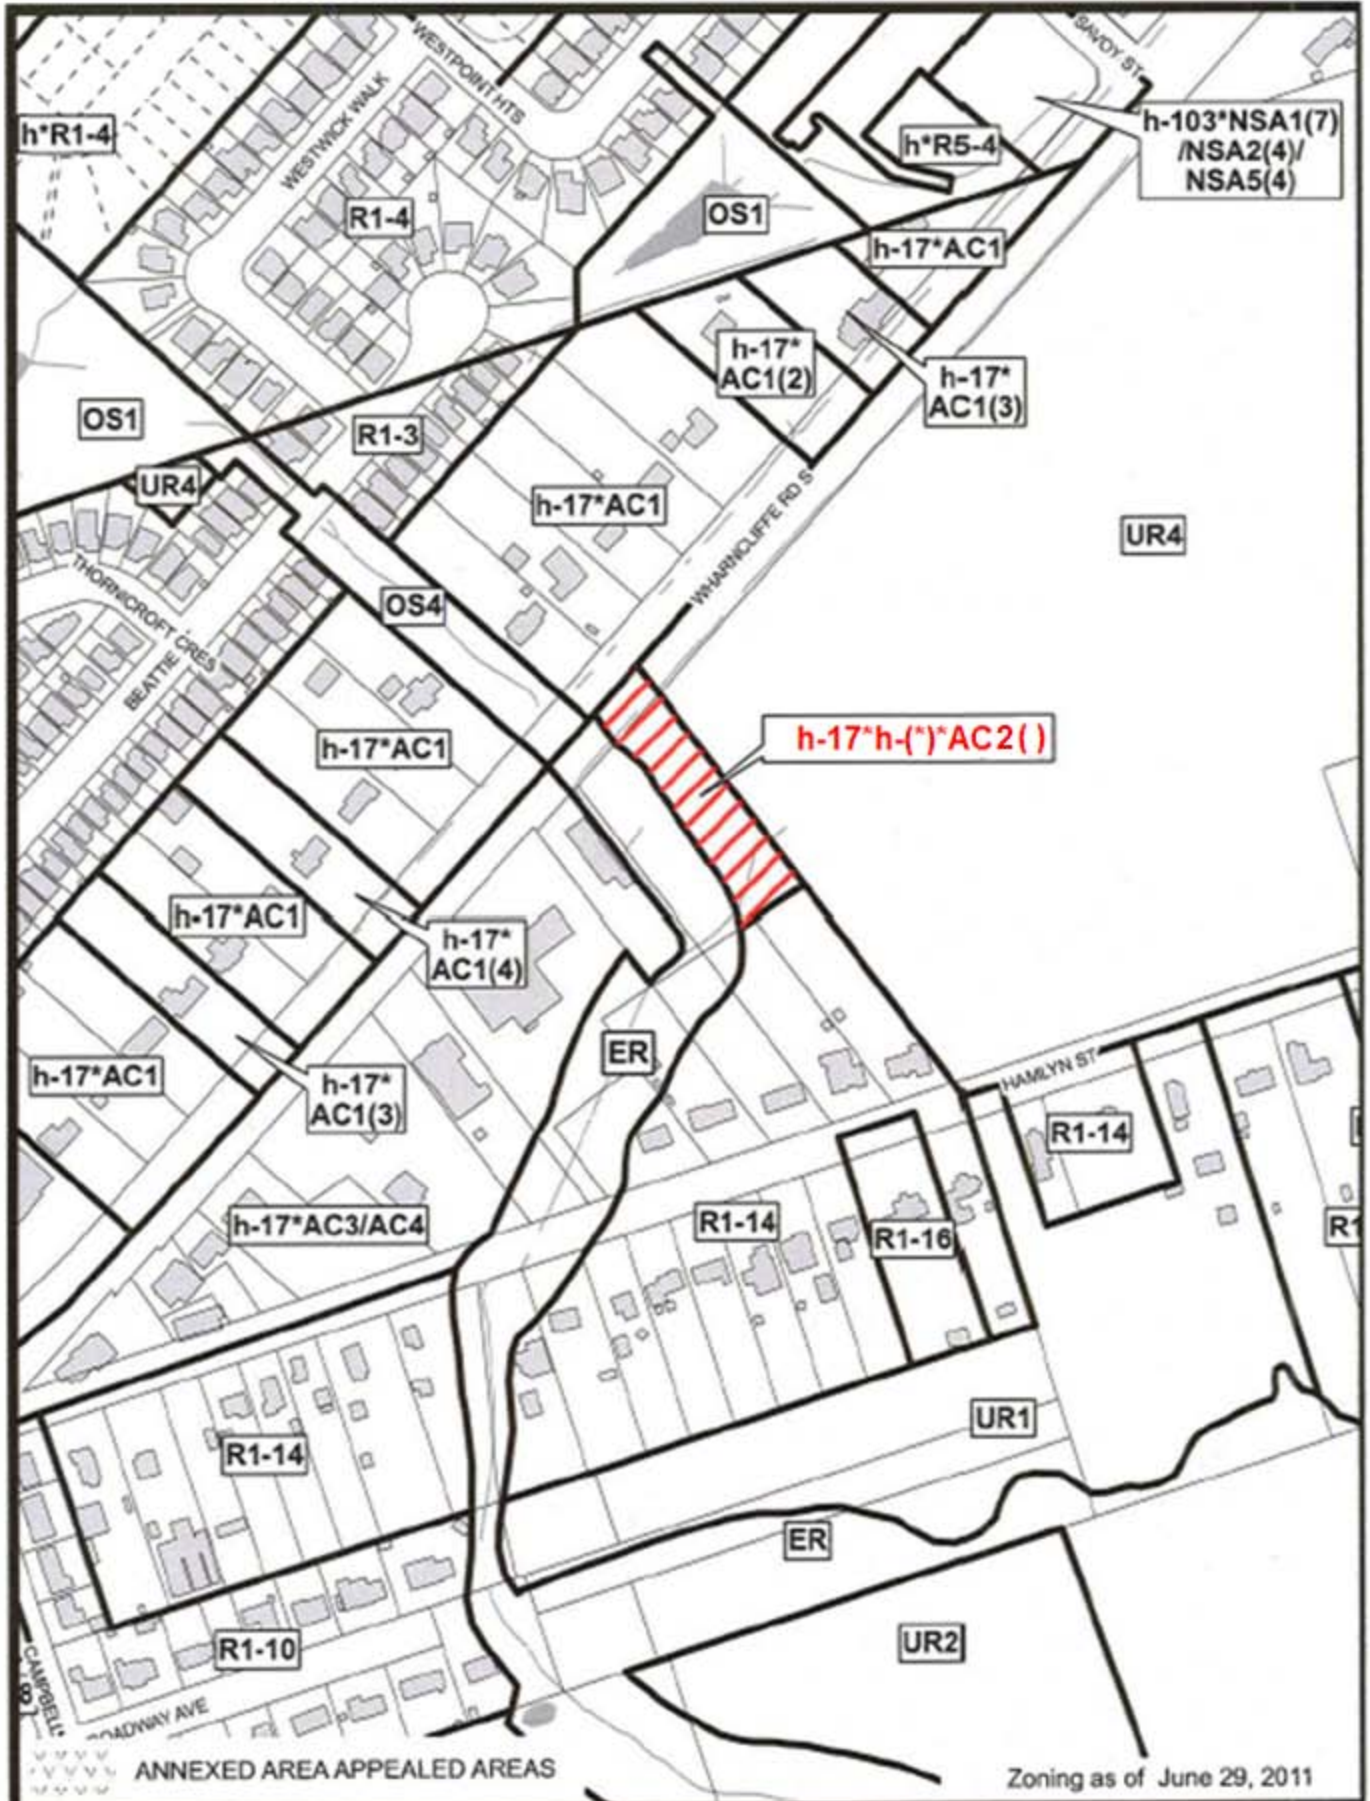 WESTPOINT HTS
SAVOY ST
WESTWICK WALK
h*R1-4
h-103*NSA1(7)
/NSA2(4)/
NSA5(4)
h*R5-4
R1-4
OS1
h-17*AC1
h-17*
AC1(2)
h-17*
AC1(3)
OS1
R1-3
UR4
h-17*AC1
UR4
WHARNCLIFFE RD S
THORNICROFT CRES
OS4
BEATTIE
h-17*AC1
h-17*h-(*)*AC2( )
h-17*AC1
h-17*
AC1(4)
ER
h-17*AC1
h-17*
AC1(3)
HAMLYN ST
R1-14
h-17*AC3/AC4
R1-14
R1-16
R1
UR1
R1-14
ER
R1-10
UR2
CAMPBELL
OADWAY AVE
ANNEXED AREA APPEALED AREAS
Zoning as of June 29, 2011